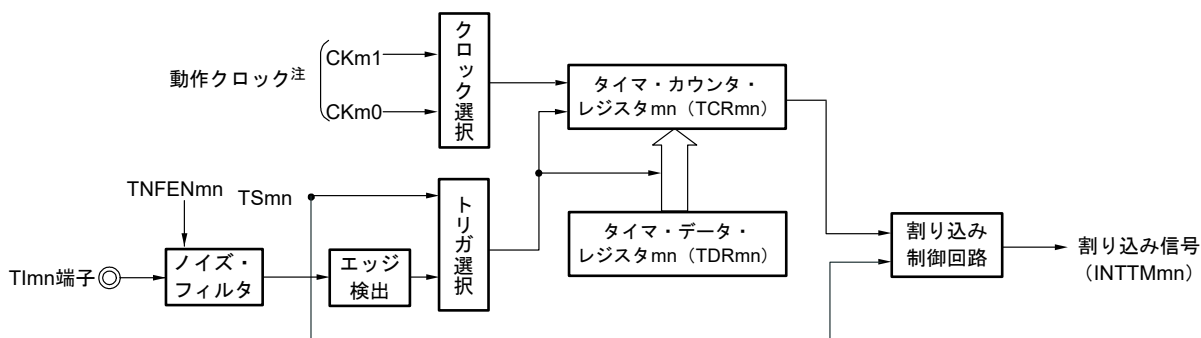 動作クロック注
CKm1
CKm0
クロック選択
タイマ・カウンタ・
レジスタmn（TCRmn）
TNFENmn
TSmn
トリガ選択
タイマ・データ・
レジスタmn（TDRmn）
TImn端子
ノイズ・
フィルタ
エッジ
検出
割り込み
制御回路
割り込み信号
（INTTMmn）